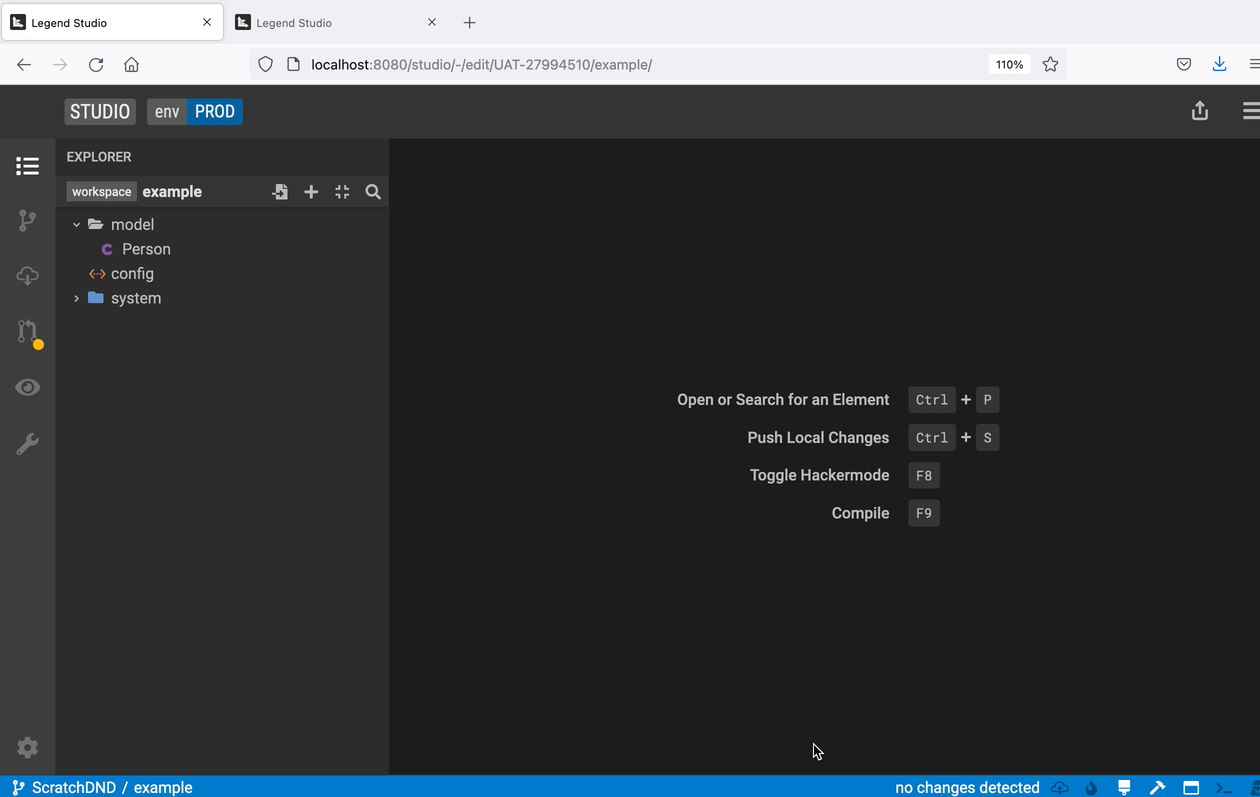 Legend Studio
Legend Studio
localhost:8080/studio/-/edit/UAT-27994510/example/
110%
STUDIO env PROD
EXPLORER
workspace example
model
C Person
config
system
Open or Search for an Element Ctrl + P
Push Local Changes Ctrl + S
Toggle Hackermode F8
Compile F9
ScratchDND / example
no changes detected